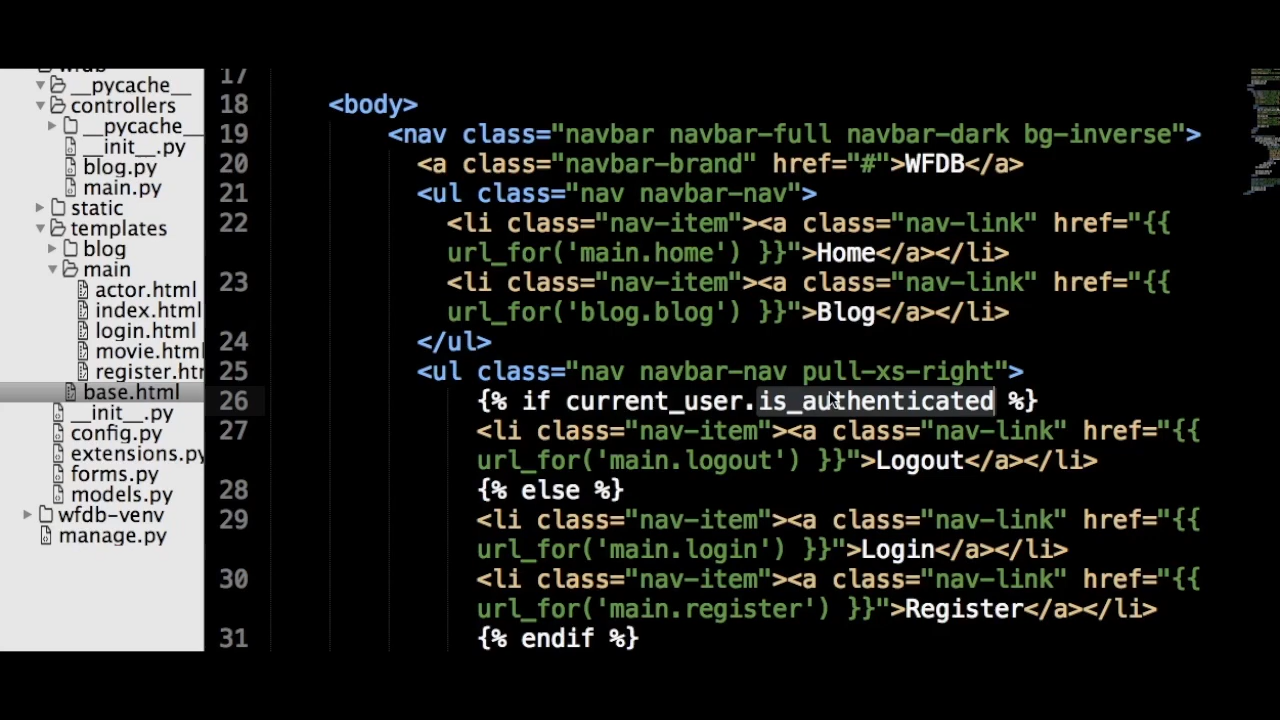 wfdb
__pycache__
controllers
__pycache__
__init__.py
blog.py
main.py
static
templates
blog
main
actor.html
index.html
login.html
movie.html
register.htr
base.html
__init__.py
config.py
extensions.py
forms.py
models.py
wfdb-venv
manage.py
17
18 <body>
19 <nav class="navbar navbar-full navbar-dark bg-inverse">
20 <a class="navbar-brand" href="#">WFDB</a>
21 <ul class="nav navbar-nav">
22 <li class="nav-item"><a class="nav-link" href="{{
url_for('main.home') }}">Home</a></li>
23 <li class="nav-item"><a class="nav-link" href="{{
url_for('blog.blog') }}">Blog</a></li>
24 </ul>
25 <ul class="nav navbar-nav pull-xs-right">
26 {% if current_user.is_authenticated %}
27 <li class="nav-item"><a class="nav-link" href="{{
url_for('main.logout') }}">Logout</a></li>
28 {% else %}
29 <li class="nav-item"><a class="nav-link" href="{{
url_for('main.login') }}">Login</a></li>
30 <li class="nav-item"><a class="nav-link" href="{{
url_for('main.register') }}">Register</a></li>
31 {% endif %}